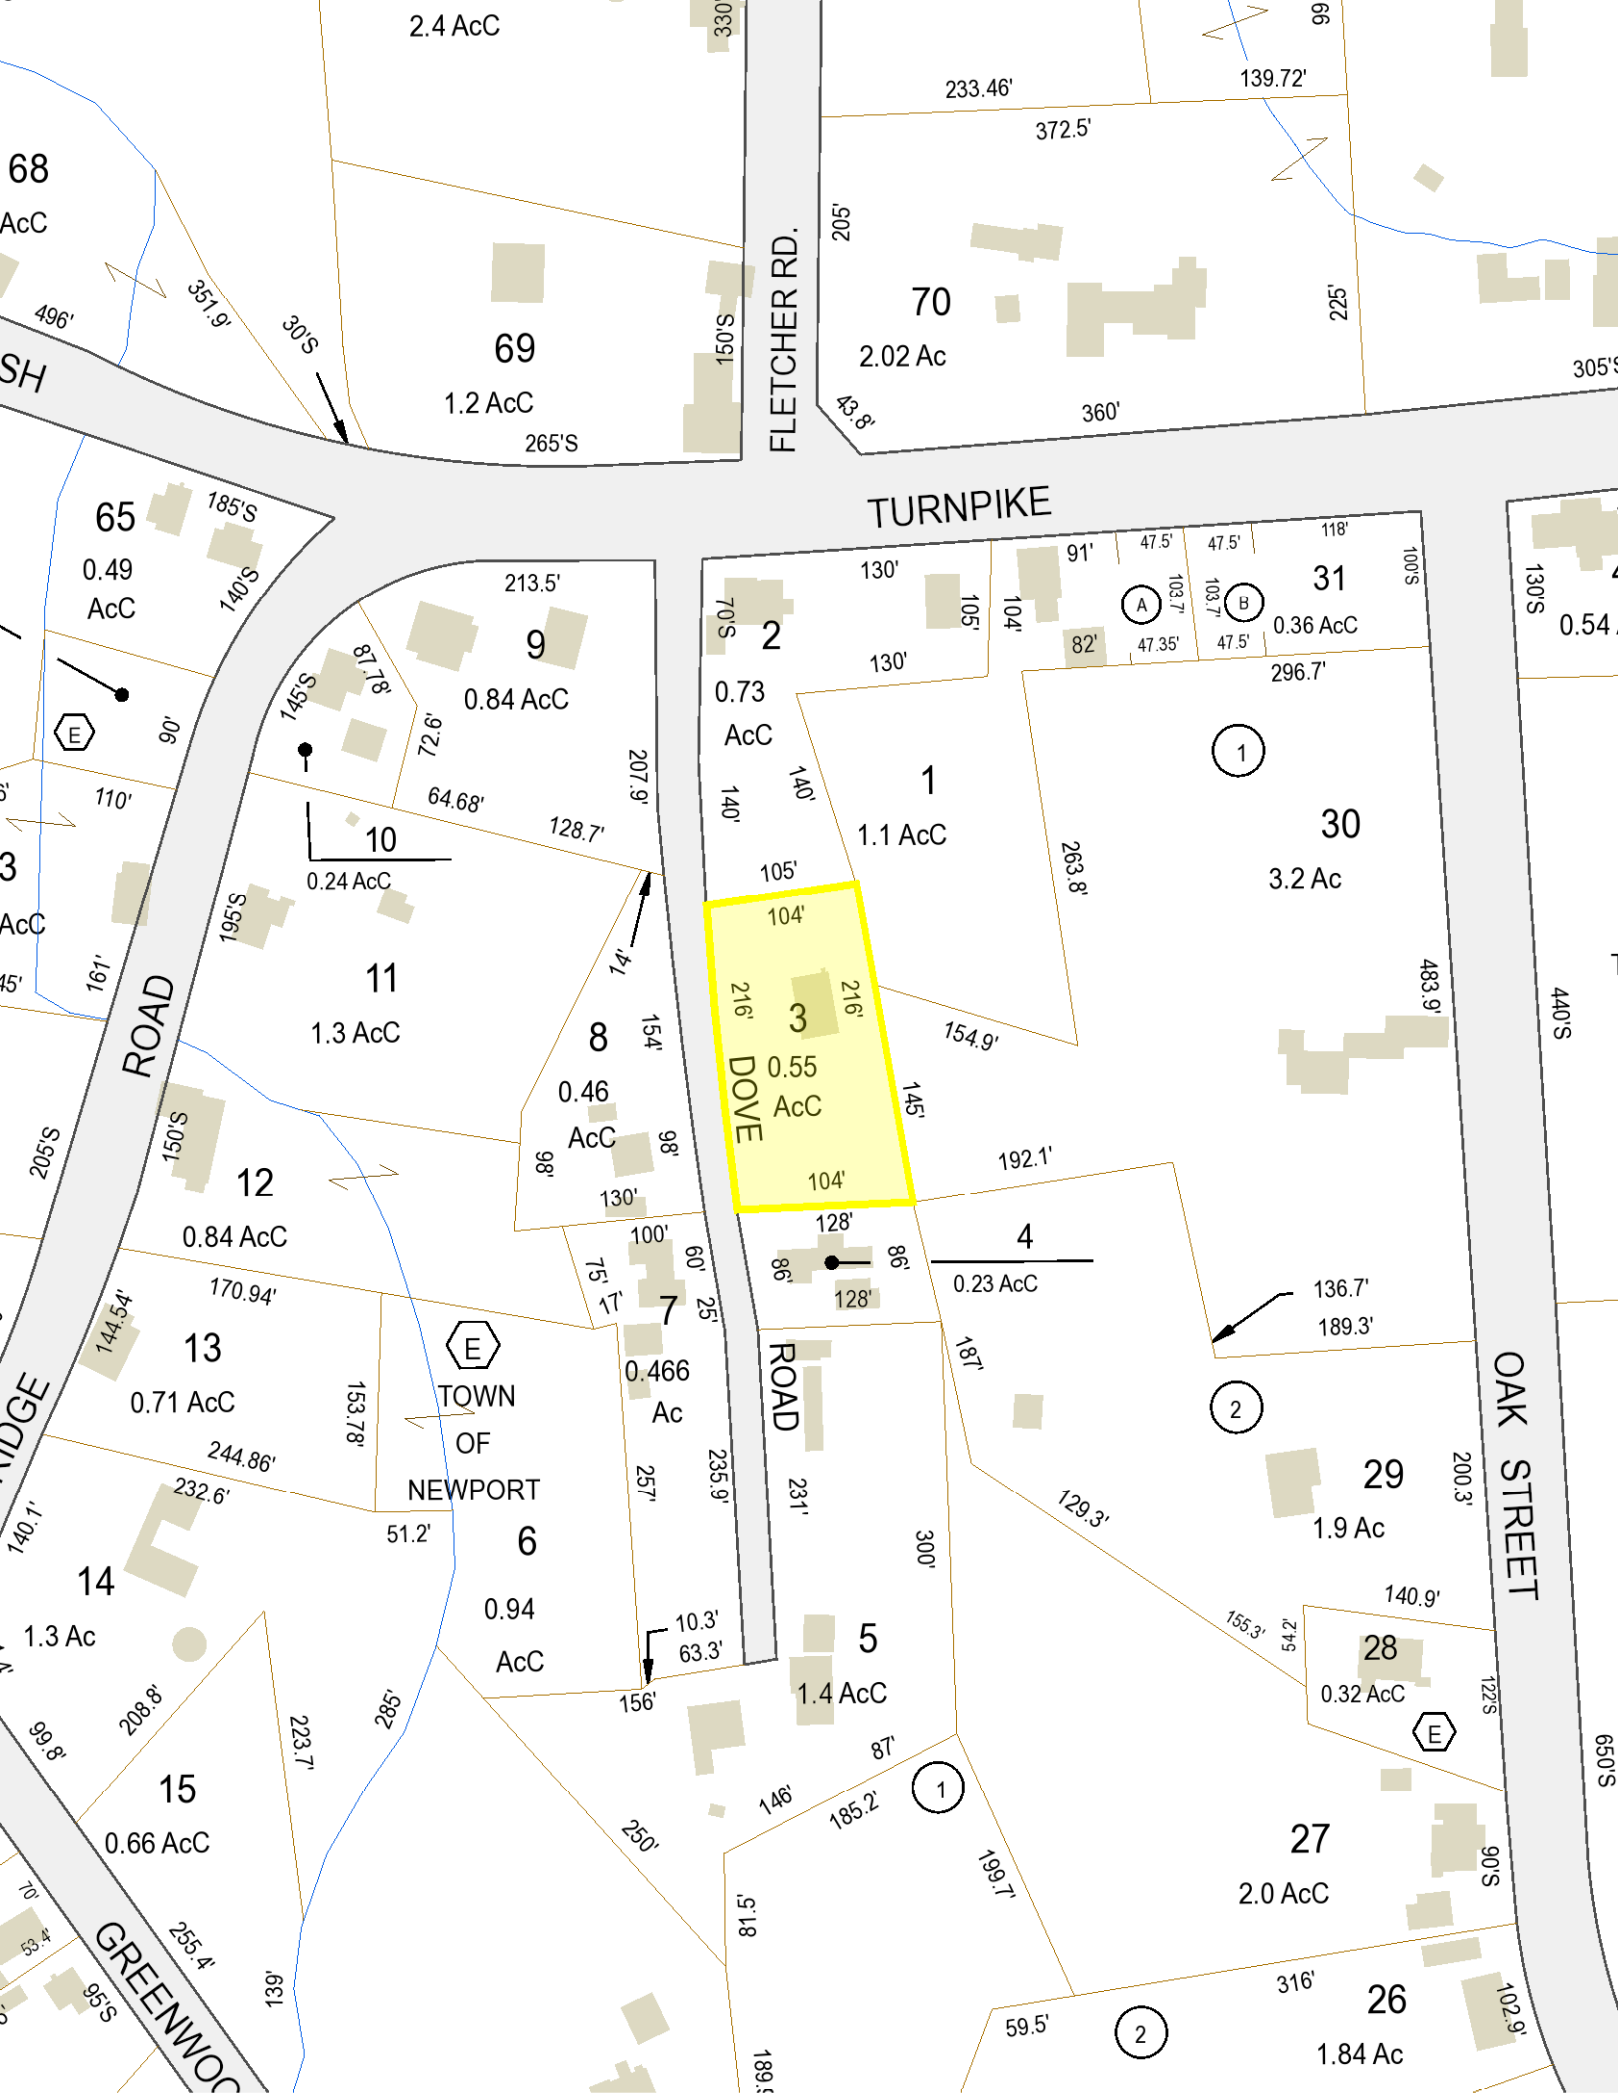 2.4 AcC
330'
99
233.46'
139.72'
372.5'
68
AcC
205'
FLETCHER RD.
351.9'
496'
30'S
69
1.2 AcC
150'S
265'S
70
2.02 Ac
225'
43.8'
360'
305'S
SH
TURNPIKE
65
0.49
AcC
185'S
140'S
213.5'
9
0.84 AcC
87.78'
145'S
72.6'
90'
E
207.9'
64.68'
128.7'
110'
70'S
2
0.73
AcC
130'
105'
104'
130'
140'
140'
105'
91'
82'
47.5'
47.5'
118'
A
103.7'
103.7'
B
47.35'
47.5'
31
0.36 AcC
100'S
296.7'
130'S
0.54
1
1.1 AcC
263.8'
1
30
3.2 Ac
3
AcC
10
0.24 AcC
195'S
161'
45'
11
1.3 AcC
ROAD
14'
8
0.46
AcC
154'
98'
98'
130'
104'
216'
216'
3
0.55
AcC
DOVE
104'
154.9'
145'
192.1'
483.9'
440'S
150'S
205'S
12
0.84 AcC
170.94'
144.54'
13
0.71 AcC
153.78'
244.86'
E
TOWN
OF
NEWPORT
100'
60'
75'
17'
25'
7
0.466
Ac
128'
86'
86'
128'
4
0.23 AcC
136.7'
189.3'
187'
ROAD
2
29
1.9 Ac
200.3'
OAK STREET
RIDGE
232.6'
140.1'
51.2'
14
1.3 Ac
6
0.94
AcC
257'
235.9'
231'
300'
129.3'
155.3'
54.2'
140.9'
28
0.32 AcC
122'S
E
650'S
10.3'
63.3'
156'
5
1.4 AcC
208.8'
223.7'
285'
99.8'
15
0.66 AcC
87'
146'
185.2'
1
250'
199.7'
81.5'
27
2.0 AcC
90'S
70'
53.4'
95'S
255.4'
139'
GREENWOO
316'
59.5'
2
26
1.84 Ac
102.9'
189.